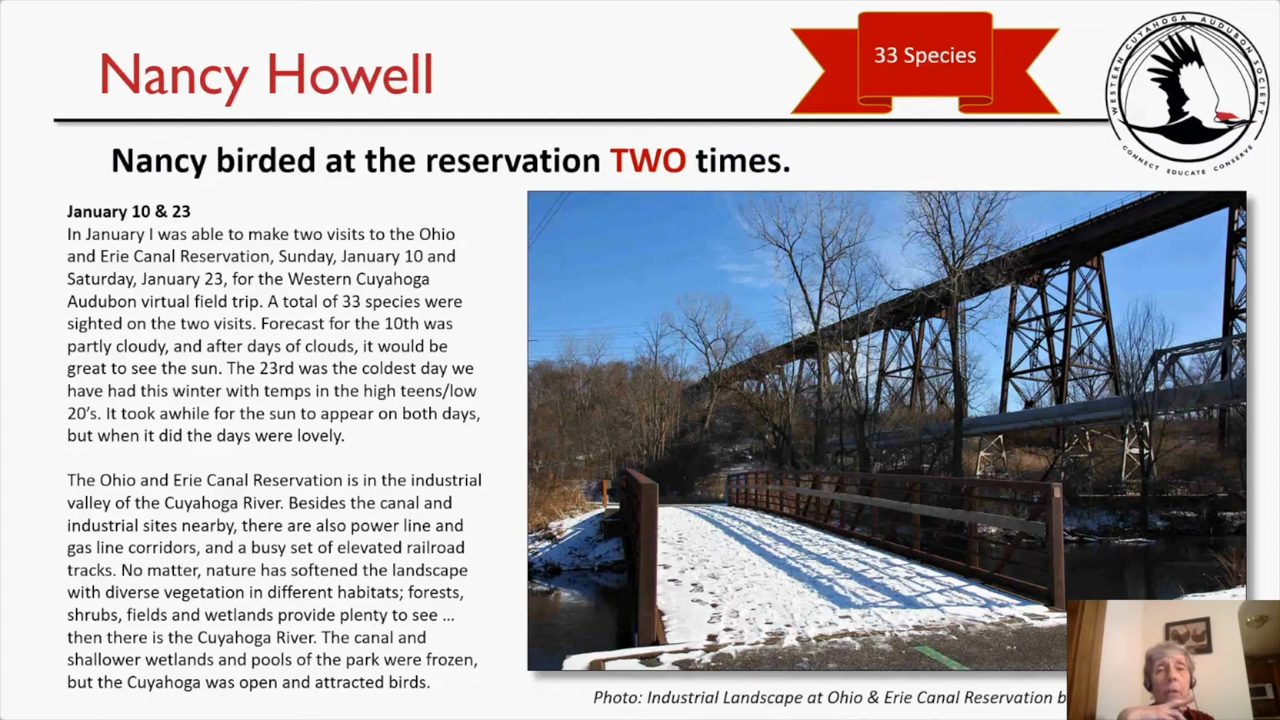 Nancy Howell
33 Species
WESTERN CUYAHOGA AUDUBON SOCIETY
CONNECT EDUCATE CONSERVE
Nancy birded at the reservation TWO times.
January 10 & 23
In January I was able to make two visits to the Ohio
and Erie Canal Reservation, Sunday, January 10 and
Saturday, January 23, for the Western Cuyahoga
Audubon virtual field trip. A total of 33 species were
sighted on the two visits. Forecast for the 10th was
partly cloudy, and after days of clouds, it would be
great to see the sun. The 23rd was the coldest day we
have had this winter with temps in the high teens/low
20's. It took awhile for the sun to appear on both days,
but when it did the days were lovely.
The Ohio and Erie Canal Reservation is in the industrial
valley of the Cuyahoga River. Besides the canal and
industrial sites nearby, there are also power line and
gas line corridors, and a busy set of elevated railroad
tracks. No matter, nature has softened the landscape
with diverse vegetation in different habitats; forests,
shrubs, fields and wetlands provide plenty to see ...
then there is the Cuyahoga River. The canal and
shallower wetlands and pools of the park were frozen,
but the Cuyahoga was open and attracted birds.
Photo: Industrial Landscape at Ohio & Erie Canal Reservation b